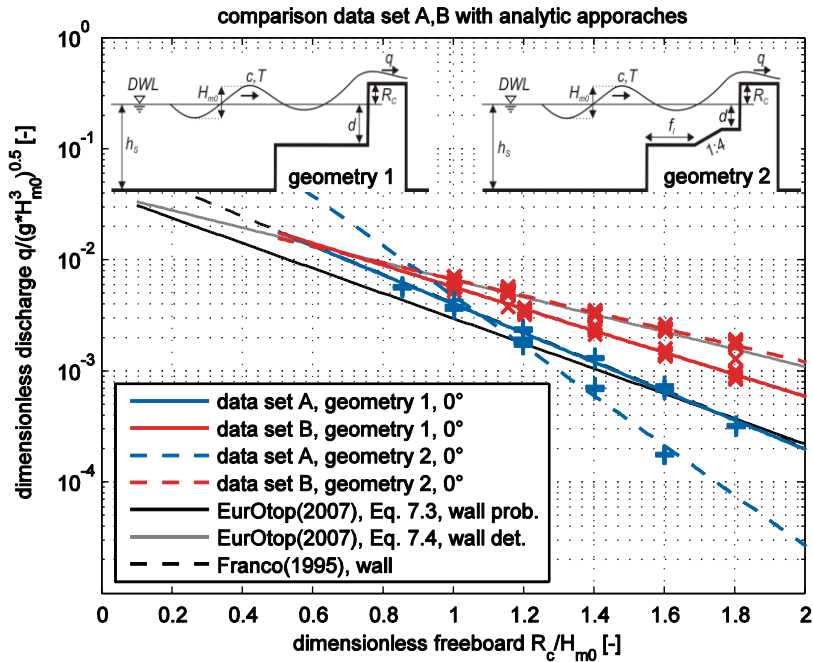 comparison data set A,B with analytic apporaches
10^0
10^-1
10^-2
10^-3
10^-4
dimensionless discharge q/(g*H^3_m0)^0.5 [-]
DWL
H_m0
c,T
q
R_c
d
h_S
geometry 1
DWL
H_m0
c,T
q
R_c
d
f_l
1:4
h_S
geometry 2
data set A, geometry 1, 0°
data set B, geometry 1, 0°
data set A, geometry 2, 0°
data set B, geometry 2, 0°
EurOtop(2007), Eq. 7.3, wall prob.
EurOtop(2007), Eq. 7.4, wall det.
Franco(1995), wall
0 0.2 0.4 0.6 0.8 1 1.2 1.4 1.6 1.8 2
dimensionless freeboard R_c/H_m0 [-]